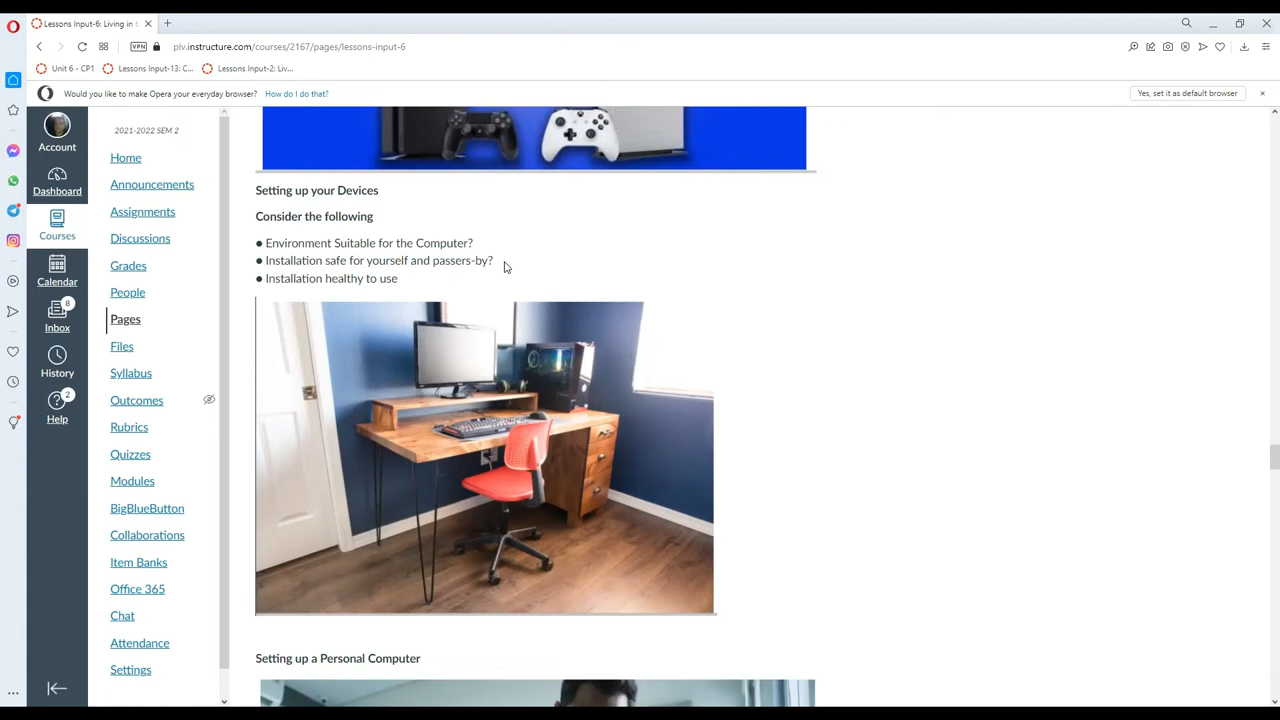 Lessons Input-6: Living in t
VPN plv.instructure.com/courses/2167/pages/lessons-input-6
Unit 6 - CP1 Lessons Input-13: C... Lessons Input-2: Liv...
Would you like to make Opera your everyday browser? How do I do that? Yes, set it as default browser
Account
Dashboard
Courses
Calendar
8
Inbox
History
2
Help
2021-2022 SEM 2
Home
Announcements
Assignments
Discussions
Grades
People
Pages
Files
Syllabus
Outcomes
Rubrics
Quizzes
Modules
BigBlueButton
Collaborations
Item Banks
Office 365
Chat
Attendance
Settings
Setting up your Devices
Consider the following
● Environment Suitable for the Computer?
● Installation safe for yourself and passers-by?
● Installation healthy to use
Setting up a Personal Computer